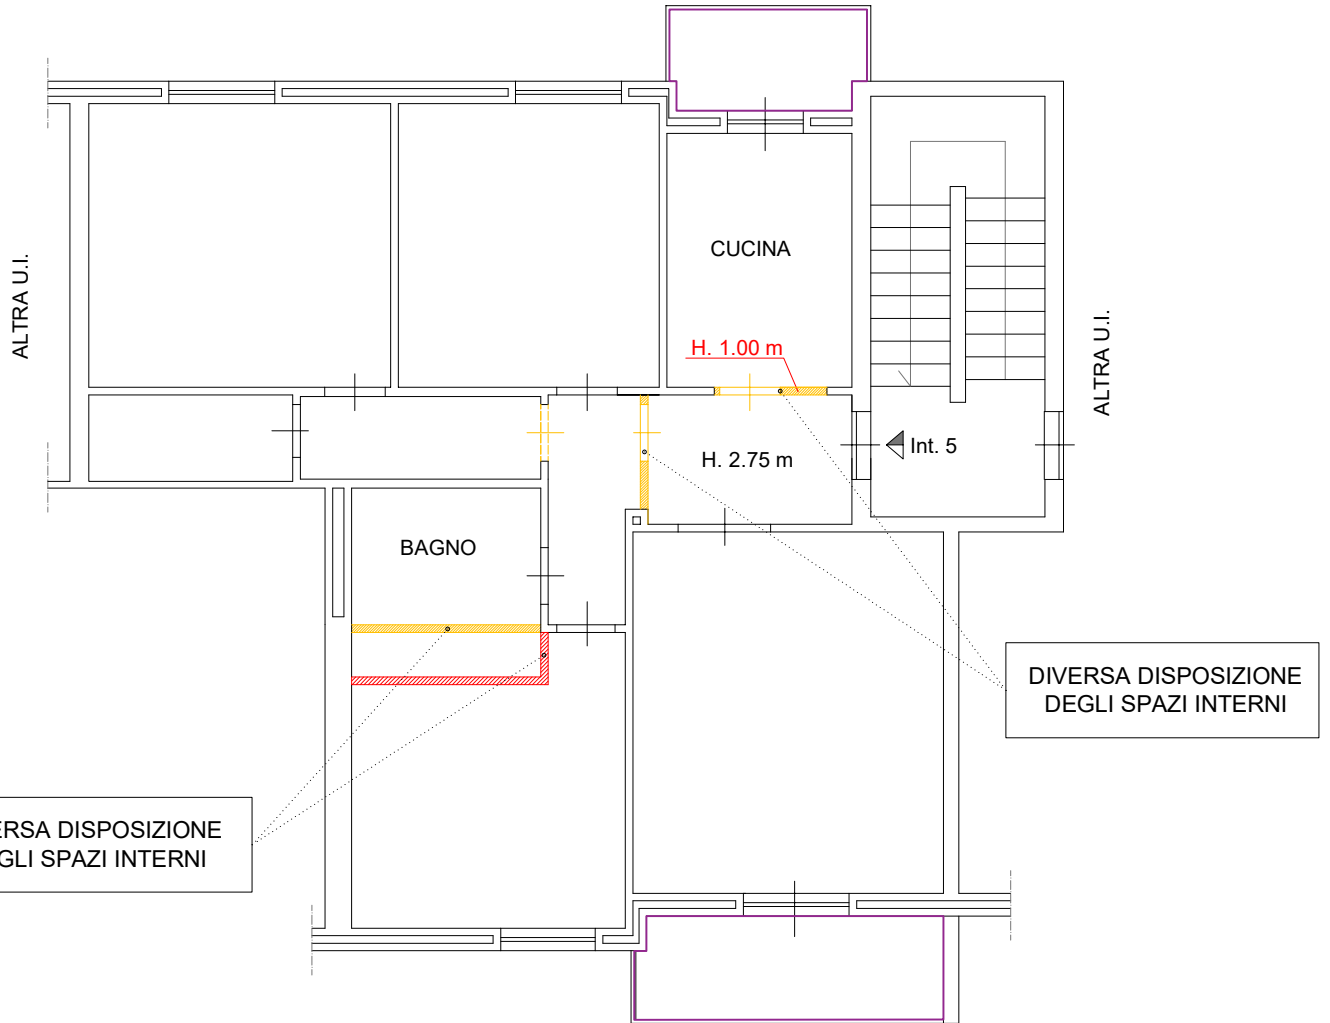 CUCINA
ALTRA U.I.
ALTRA U.I.
H. 1.00 m
Int. 5
H. 2.75 m
BAGNO
DIVERSA DISPOSIZIONE
DEGLI SPAZI INTERNI
ERSA DISPOSIZIONE
GLI SPAZI INTERNI